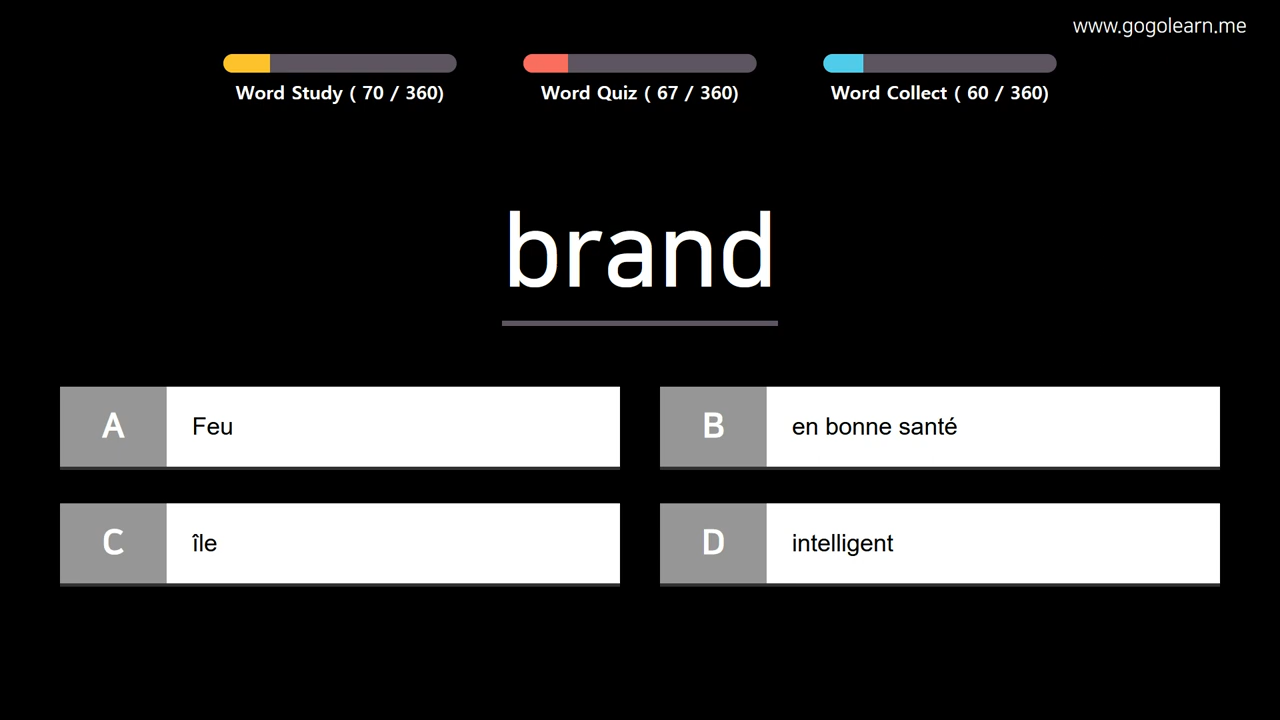 www.gogolearn.me
Word Study ( 70 / 360)
Word Quiz ( 67 / 360)
Word Collect ( 60 / 360)
brand
A Feu
B en bonne santé
C île
D intelligent